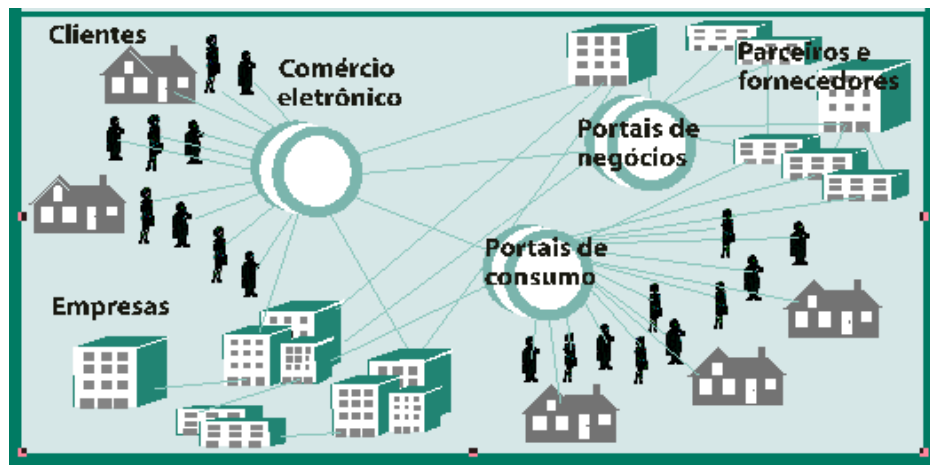 Clientes
Comércio
eletrônico
Parceiros e
fornecedores
Portais de
negócios
Portais de
consumo
Empresas